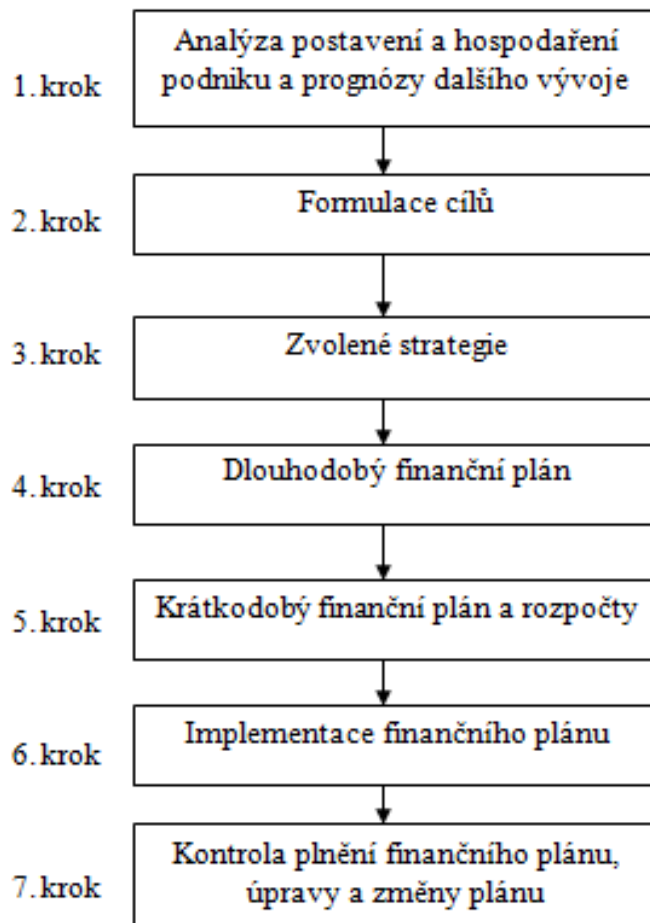 Analýza postavení a hospodaření
1.krok podniku a prognózy dalšího vývoje
2.krok Formulace cílů
3.krok Zvolené strategie
4.krok Dlouhodobý finanční plán
5.krok Krátkodobý finanční plán a rozpočty
6.krok Implementace finančního plánu
Kontrola plnění finančního plánu,
7.krok úpravy a změny plánu